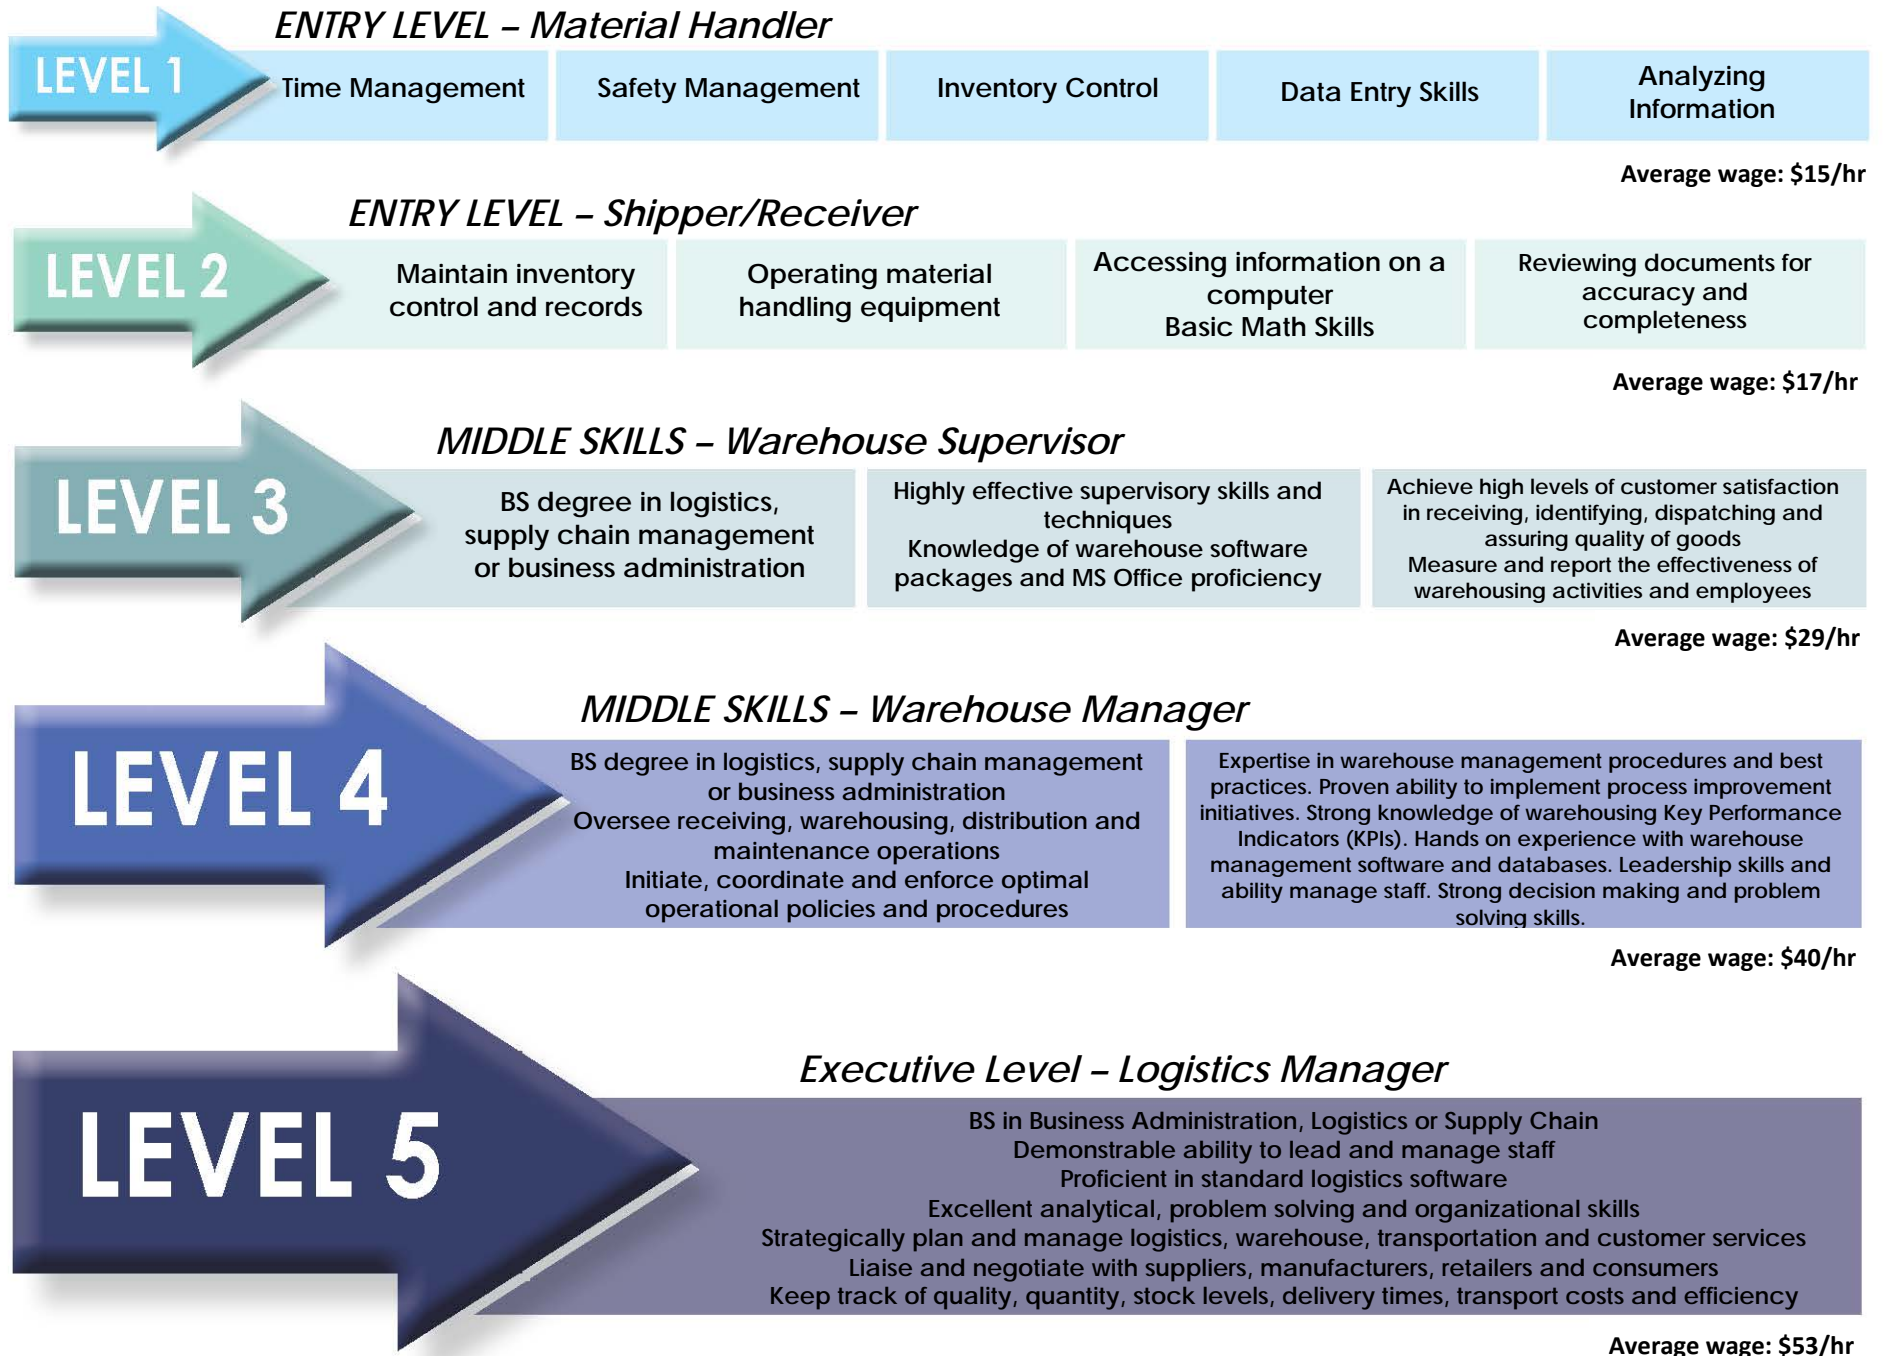 ENTRY LEVEL – Material Handler
LEVEL 1
Time Management
Safety Management
Inventory Control
Data Entry Skills
Analyzing
Information
Average wage: $15/hr
ENTRY LEVEL – Shipper/Receiver
LEVEL 2
Maintain inventory
control and records
Operating material
handling equipment
Accessing information on a
computer
Basic Math Skills
Reviewing documents for
accuracy and
completeness
Average wage: $17/hr
MIDDLE SKILLS – Warehouse Supervisor
LEVEL 3
BS degree in logistics,
supply chain management
or business administration
Highly effective supervisory skills and
techniques
Knowledge of warehouse software
packages and MS Office proficiency
Achieve high levels of customer satisfaction
in receiving, identifying, dispatching and
assuring quality of goods
Measure and report the effectiveness of
warehousing activities and employees
Average wage: $29/hr
MIDDLE SKILLS – Warehouse Manager
LEVEL 4
BS degree in logistics, supply chain management
or business administration
Oversee receiving, warehousing, distribution and
maintenance operations
Initiate, coordinate and enforce optimal
operational policies and procedures
Expertise in warehouse management procedures and best
practices. Proven ability to implement process improvement
initiatives. Strong knowledge of warehousing Key Performance
Indicators (KPIs). Hands on experience with warehouse
management software and databases. Leadership skills and
ability manage staff. Strong decision making and problem
solving skills.
Average wage: $40/hr
Executive Level – Logistics Manager
LEVEL 5
BS in Business Administration, Logistics or Supply Chain
Demonstrable ability to lead and manage staff
Proficient in standard logistics software
Excellent analytical, problem solving and organizational skills
Strategically plan and manage logistics, warehouse, transportation and customer services
Liaise and negotiate with suppliers, manufacturers, retailers and consumers
Keep track of quality, quantity, stock levels, delivery times, transport costs and efficiency
Average wage: $53/hr